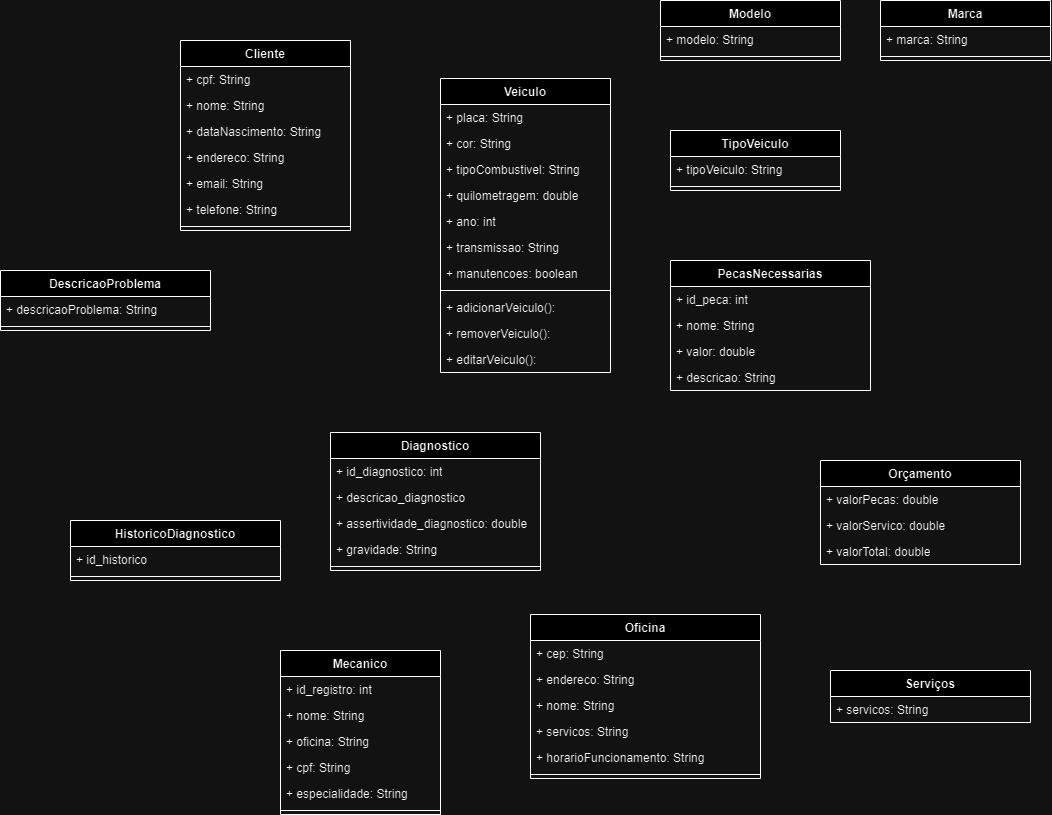 Modelo
+ modelo: String
Marca
+ marca: String
Cliente
+ cpf: String
+ nome: String
+ dataNascimento: String
+ endereco: String
+ email: String
+ telefone: String
Veiculo
+ placa: String
+ cor: String
+ tipoCombustivel: String
+ quilometragem: double
+ ano: int
+ transmissao: String
+ manutencoes: boolean
+ adicionarVeiculo():
+ removerVeiculo():
+ editarVeiculo():
TipoVeiculo
+ tipoVeiculo: String
DescricaoProblema
+ descricaoProblema: String
PecasNecessarias
+ id_peca: int
+ nome: String
+ valor: double
+ descricao: String
Diagnostico
+ id_diagnostico: int
+ descricao_diagnostico
+ assertividade_diagnostico: double
+ gravidade: String
Orçamento
+ valorPecas: double
+ valorServico: double
+ valorTotal: double
HistoricoDiagnostico
+ id_historico
Oficina
+ cep: String
+ endereco: String
+ nome: String
+ servicos: String
+ horarioFuncionamento: String
Mecanico
+ id_registro: int
+ nome: String
+ oficina: String
+ cpf: String
+ especialidade: String
Serviços
+ servicos: String